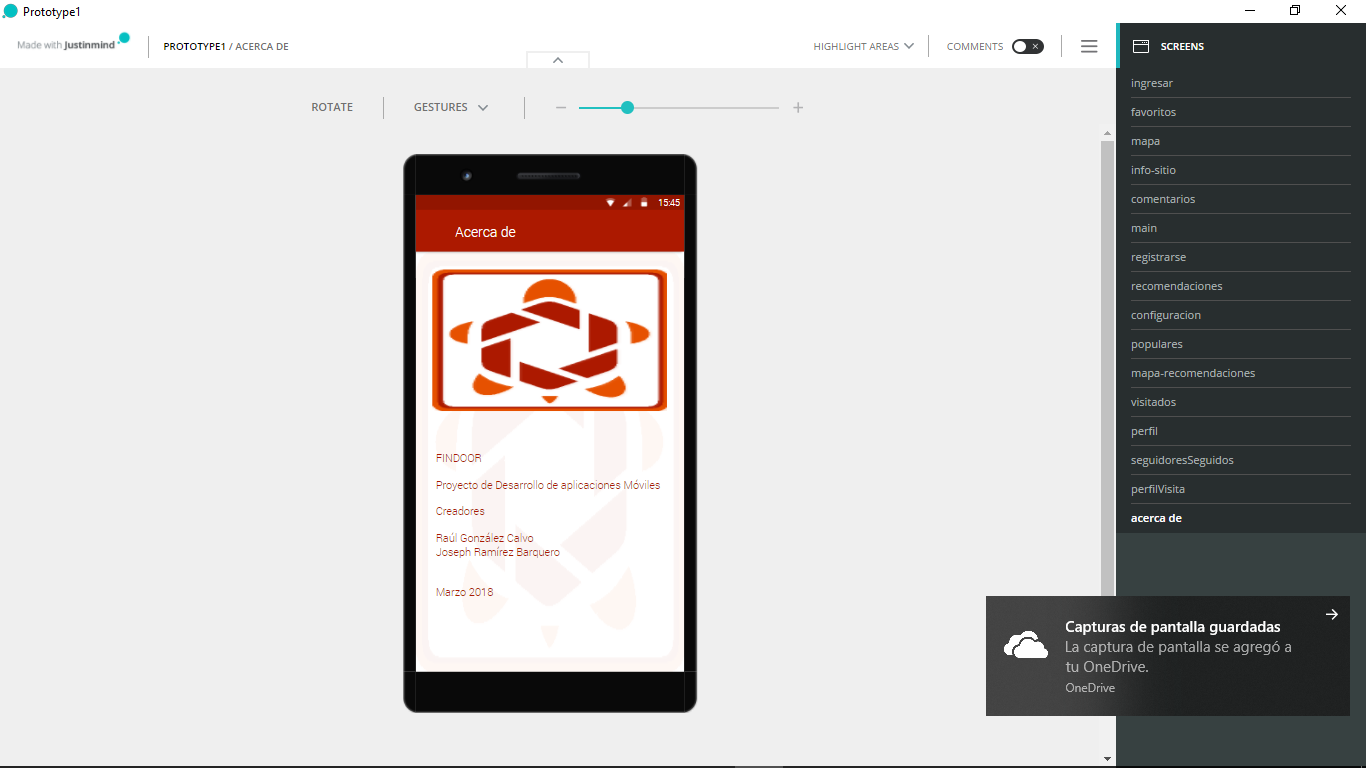 Prototype1
Made with Justinmind
PROTOTYPE1 / ACERCA DE
HIGHLIGHT AREAS
COMMENTS
ROTATE
GESTURES
15:45
Acerca de
FINDOOR
Proyecto de Desarrollo de aplicaciones Móviles
Creadores
Raúl González Calvo
Joseph Ramírez Barquero
Marzo 2018
SCREENS
ingresar
favoritos
mapa
info-sitio
comentarios
main
registrarse
recomendaciones
configuracion
populares
mapa-recomendaciones
visitados
perfil
seguidoresSeguidos
perfilVisita
acerca de
Capturas de pantalla guardadas
La captura de pantalla se agregó a
tu OneDrive.
OneDrive